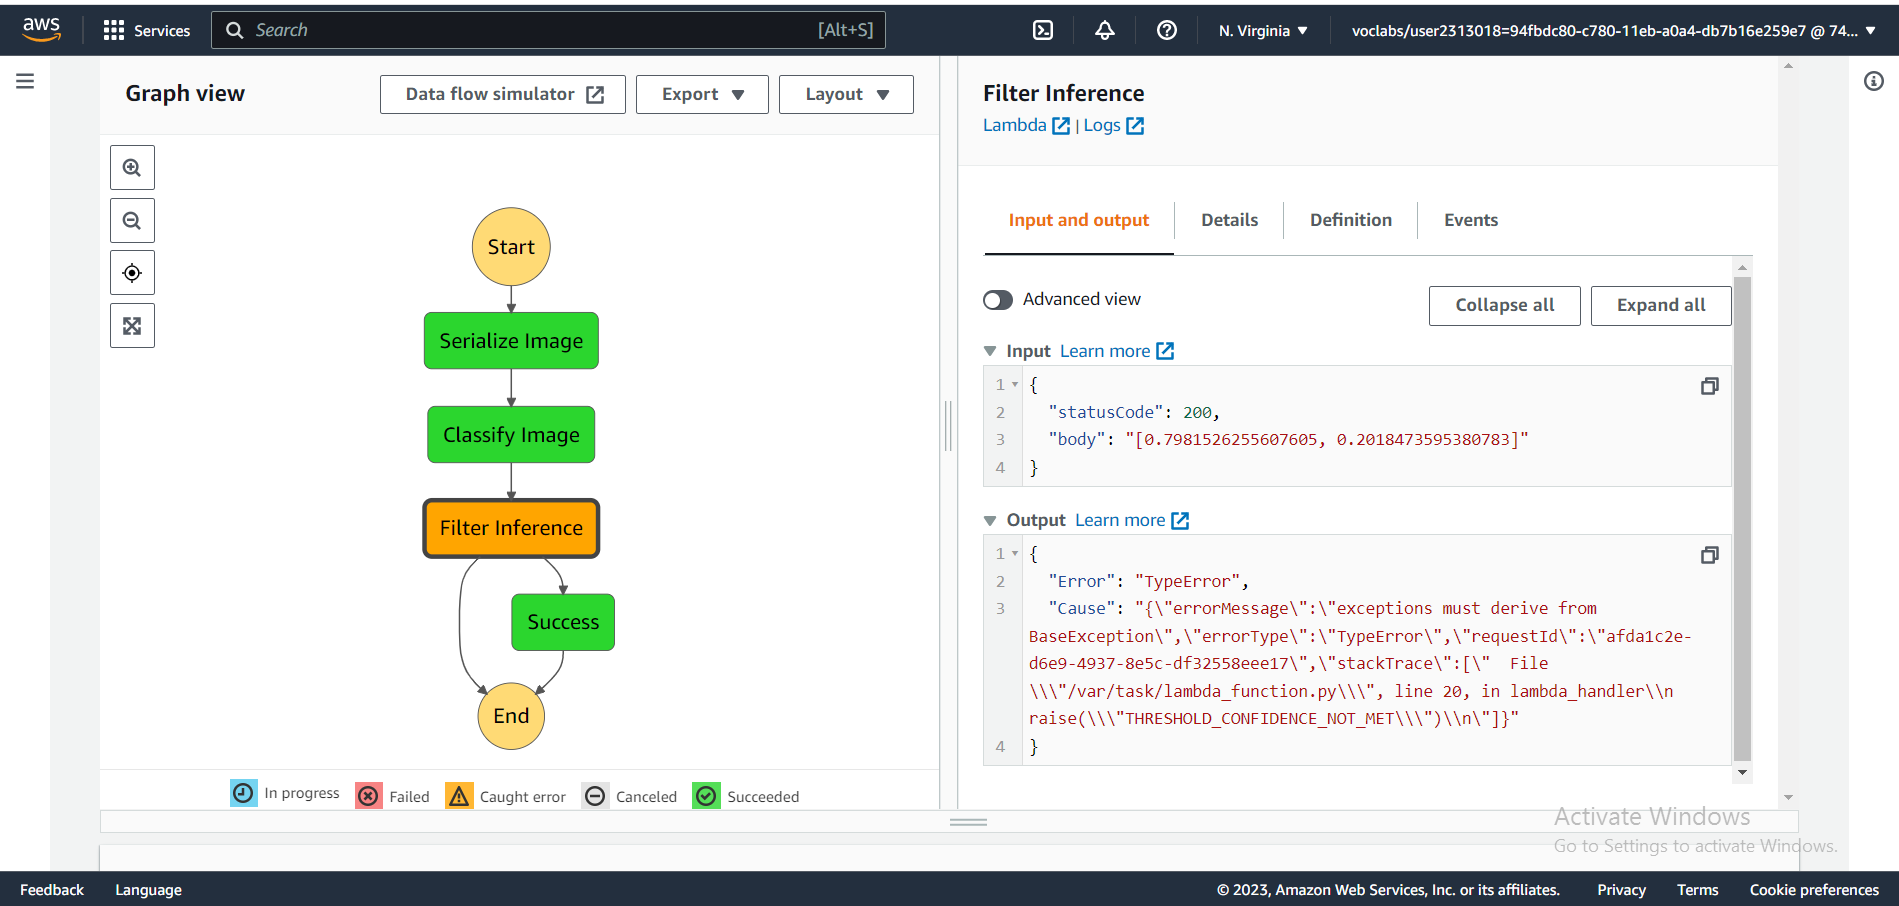 aws
Services
Search
[Alt+S]
N. Virginia ▼
voclabs/user2313018=94fbdc80-c780-11eb-a0a4-db7b16e259e7 @ 74... ▼
Graph view
Data flow simulator
Export ▼
Layout ▼
Start
Serialize Image
Classify Image
Filter Inference
Success
End
In progress
Failed
Caught error
Canceled
Succeeded
Filter Inference
Lambda | Logs
Input and output
Details
Definition
Events
Advanced view
Collapse all
Expand all
▼ Input Learn more
1 {
2 "statusCode": 200,
3 "body": "[0.7981526255607605, 0.2018473595380783]"
4 }
▼ Output Learn more
1 {
2 "Error": "TypeError",
3 "Cause": "{\"errorMessage\":\"exceptions must derive from
BaseException\",\"errorType\":\"TypeError\",\"requestId\":\"afda1c2e-
d6e9-4937-8e5c-df32558eee17\",\"stackTrace\":[\"  File
\\\"/var/task/lambda_function.py\\\", line 20, in lambda_handler\\n
raise(\\\"THRESHOLD_CONFIDENCE_NOT_MET\\\")\\n\"]}"
4 }
Activate Windows
Go to Settings to activate Windows.
Feedback
Language
© 2023, Amazon Web Services, Inc. or its affiliates.
Privacy
Terms
Cookie preferences